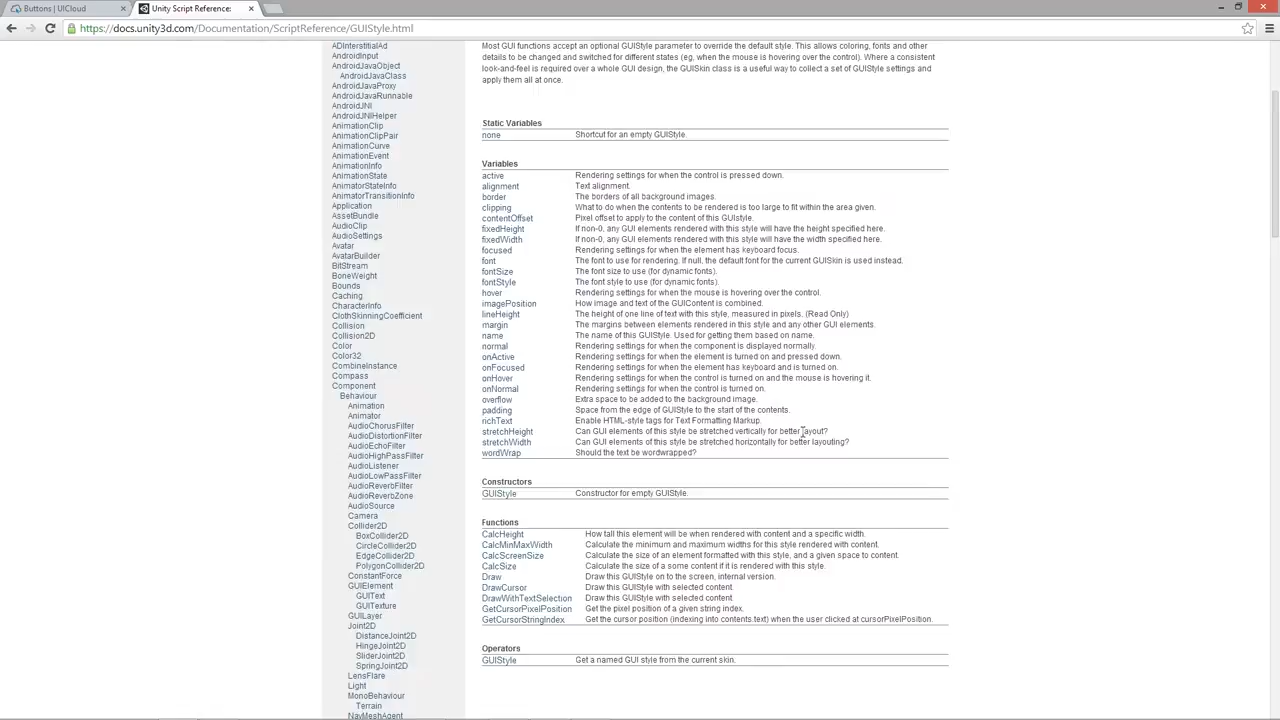 Buttons | UICloud
Unity Script Reference:
https://docs.unity3d.com/Documentation/ScriptReference/GUIStyle.html
ADInterstitialAd
AndroidInput
AndroidJavaObject
AndroidJavaClass
AndroidJavaProxy
AndroidJavaRunnable
AndroidJNI
AndroidJNIHelper
AnimationClip
AnimationClipPair
AnimationCurve
AnimationEvent
AnimationInfo
AnimationState
AnimatorStateInfo
AnimatorTransitionInfo
Application
AssetBundle
AudioClip
AudioSettings
Avatar
AvatarBuilder
BitStream
BoneWeight
Bounds
Caching
CharacterInfo
ClothSkinningCoefficient
Collision
Collision2D
Color
Color32
CombineInstance
Compass
Component
Behaviour
Animation
Animator
AudioChorusFilter
AudioDistortionFilter
AudioEchoFilter
AudioHighPassFilter
AudioListener
AudioLowPassFilter
AudioReverbFilter
AudioReverbZone
AudioSource
Camera
Collider2D
BoxCollider2D
CircleCollider2D
EdgeCollider2D
PolygonCollider2D
ConstantForce
GUIElement
GUIText
GUITexture
GUILayer
Joint2D
DistanceJoint2D
HingeJoint2D
SliderJoint2D
SpringJoint2D
LensFlare
Light
MonoBehaviour
Terrain
NavMeshAgent
Most GUI functions accept an optional GUIStyle parameter to override the default style. This allows coloring, fonts and other
details to be changed and switched for different states (eg, when the mouse is hovering over the control). Where a consistent
look-and-feel is required over a whole GUI design, the GUISkin class is a useful way to collect a set of GUIStyle settings and
apply them all at once.
Static Variables
none Shortcut for an empty GUIStyle.
Variables
active Rendering settings for when the control is pressed down.
alignment Text alignment.
border The borders of all background images.
clipping What to do when the contents to be rendered is too large to fit within the area given.
contentOffset Pixel offset to apply to the content of this GUIstyle.
fixedHeight If non-0, any GUI elements rendered with this style will have the height specified here.
fixedWidth If non-0, any GUI elements rendered with this style will have the width specified here.
focused Rendering settings for when the element has keyboard focus.
font The font to use for rendering. If null, the default font for the current GUISkin is used instead.
fontSize The font size to use (for dynamic fonts).
fontStyle The font style to use (for dynamic fonts).
hover Rendering settings for when the mouse is hovering over the control.
imagePosition How image and text of the GUIContent is combined.
lineHeight The height of one line of text with this style, measured in pixels. (Read Only)
margin The margins between elements rendered in this style and any other GUI elements.
name The name of this GUIStyle. Used for getting them based on name.
normal Rendering settings for when the component is displayed normally.
onActive Rendering settings for when the element is turned on and pressed down.
onFocused Rendering settings for when the element has keyboard and is turned on.
onHover Rendering settings for when the control is turned on and the mouse is hovering it.
onNormal Rendering settings for when the control is turned on.
overflow Extra space to be added to the background image.
padding Space from the edge of GUIStyle to the start of the contents.
richText Enable HTML-style tags for Text Formatting Markup.
stretchHeight Can GUI elements of this style be stretched vertically for better layout?
stretchWidth Can GUI elements of this style be stretched horizontally for better layouting?
wordWrap Should the text be wordwrapped?
Constructors
GUIStyle Constructor for empty GUIStyle.
Functions
CalcHeight How tall this element will be when rendered with content and a specific width.
CalcMinMaxWidth Calculate the minimum and maximum widths for this style rendered with content.
CalcScreenSize Calculate the size of an element formatted with this style, and a given space to content.
CalcSize Calculate the size of a some content if it is rendered with this style.
Draw Draw this GUIStyle on to the screen, internal version.
DrawCursor Draw this GUIStyle with selected content.
DrawWithTextSelection Draw this GUIStyle with selected content.
GetCursorPixelPosition Get the pixel position of a given string index.
GetCursorStringIndex Get the cursor position (indexing into contents.text) when the user clicked at cursorPixelPosition.
Operators
GUIStyle Get a named GUI style from the current skin.